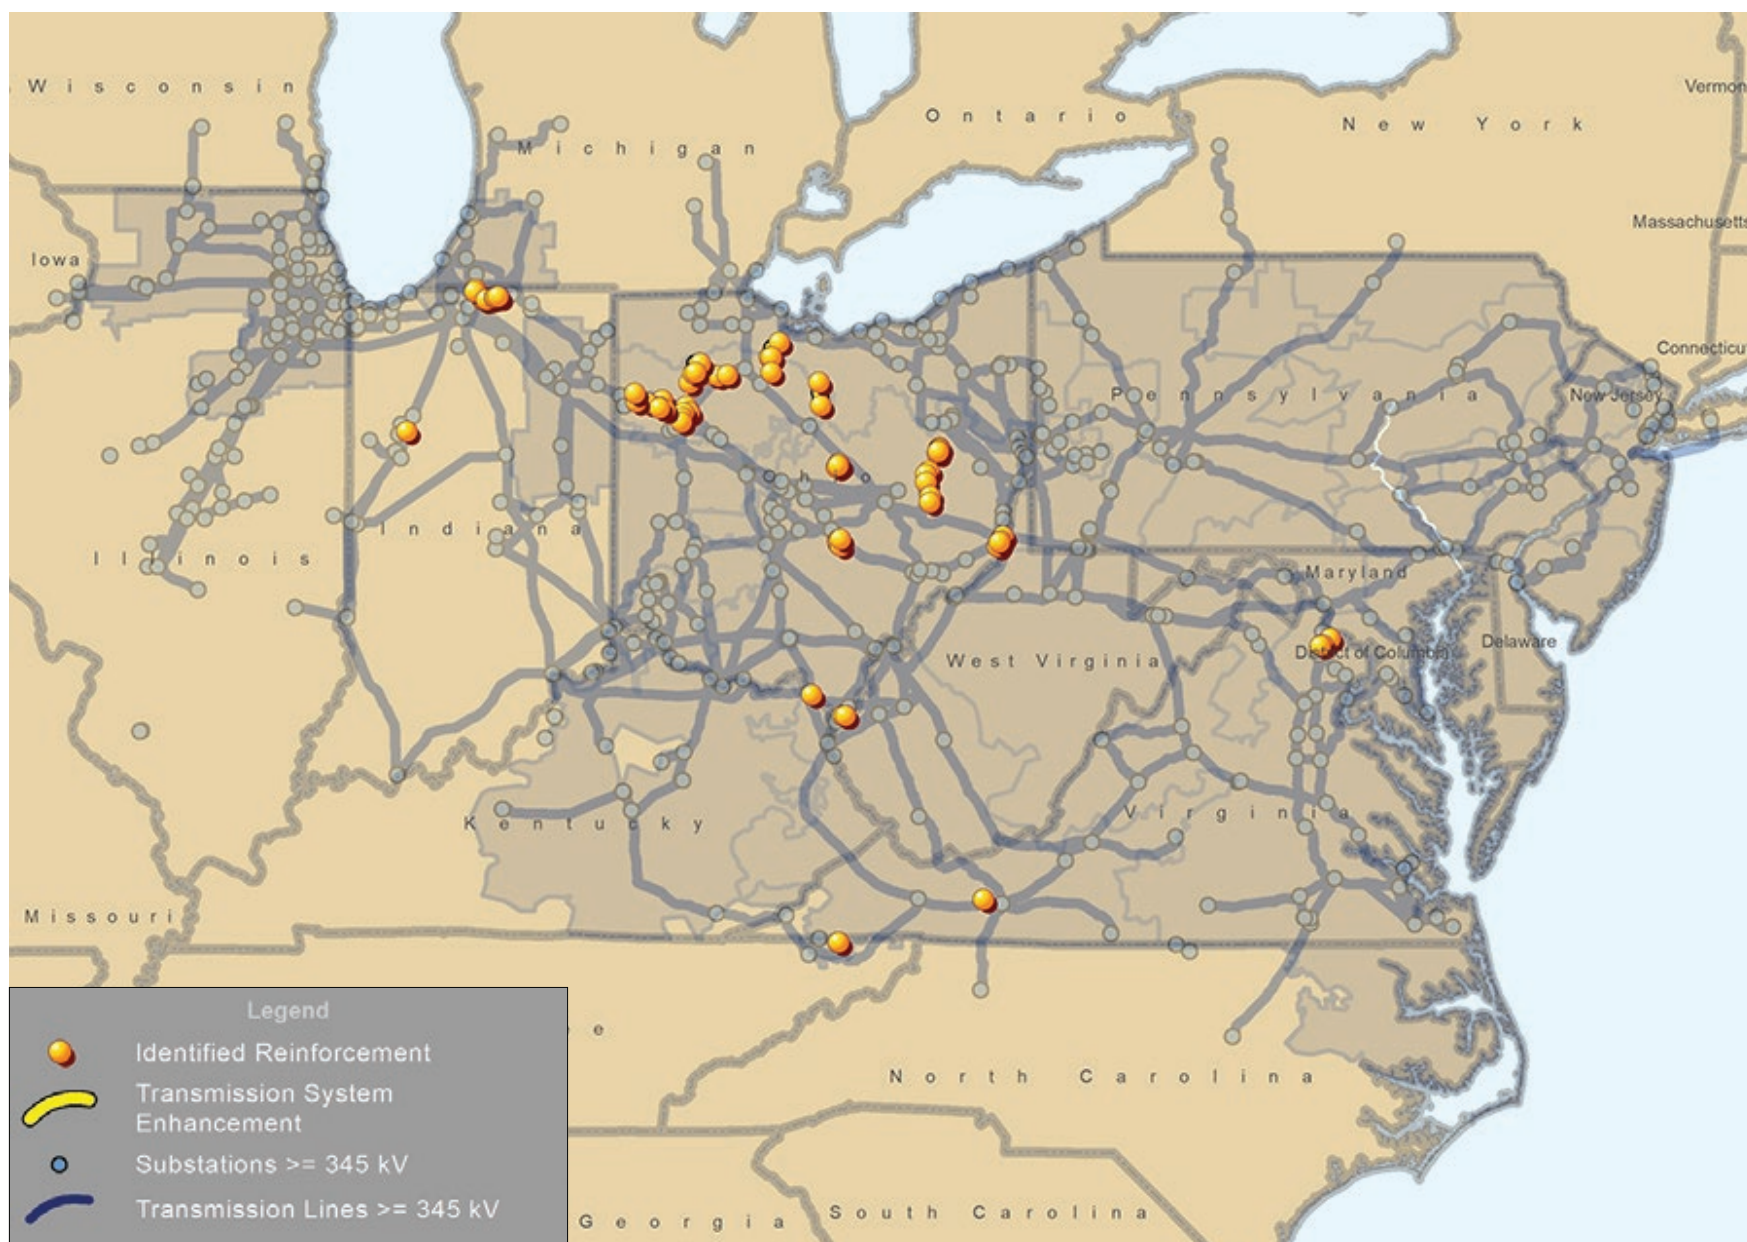 Wisconsin
Vermon
Ontario
New York
Michigan
Massachusetts
Iowa
Connecticu
Pennsylvania
New Jersey
Ohio
Indiana
Illinois
Maryland
Delaware
District of Columbia
West Virginia
Virginia
Kentucky
Missouri
Legend
Identified Reinforcement
e e
North Carolina
Transmission System
Enhancement
Substations >= 345 kV
Transmission Lines >= 345 kV
Georgia
South Carolina